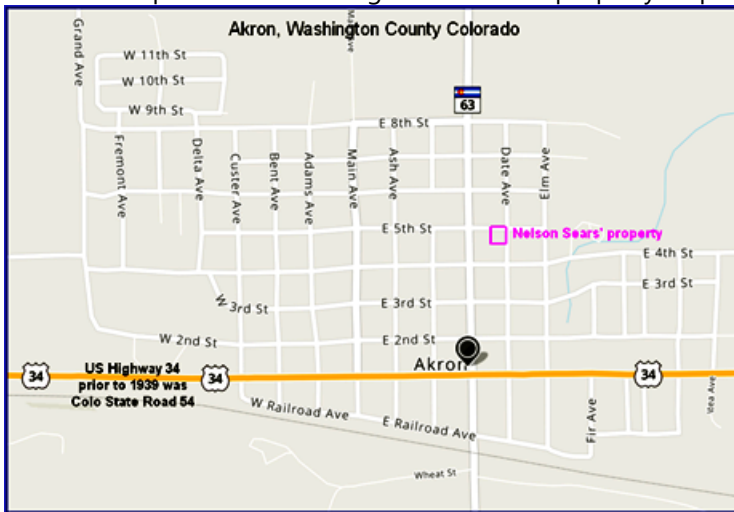 Akron, Washington County Colorado
Grand Ave
W 11th St
W 10th St
W 9th St
63
E 8th St
Fremont Ave
Delta Ave
Custer Ave
Bent Ave
Adams Ave
Main Ave
Ash Ave
Date Ave
Elm Ave
E 5th St
Nelson Sears' property
E 4th St
E 3rd St
W 3rd St
E 3rd St
W 2nd St
E 2nd St
Akron
34
US Highway 34
prior to 1939 was
Colo State Road 54
34
34
W Railroad Ave
E Railroad Ave
Fir Ave
Wheat St